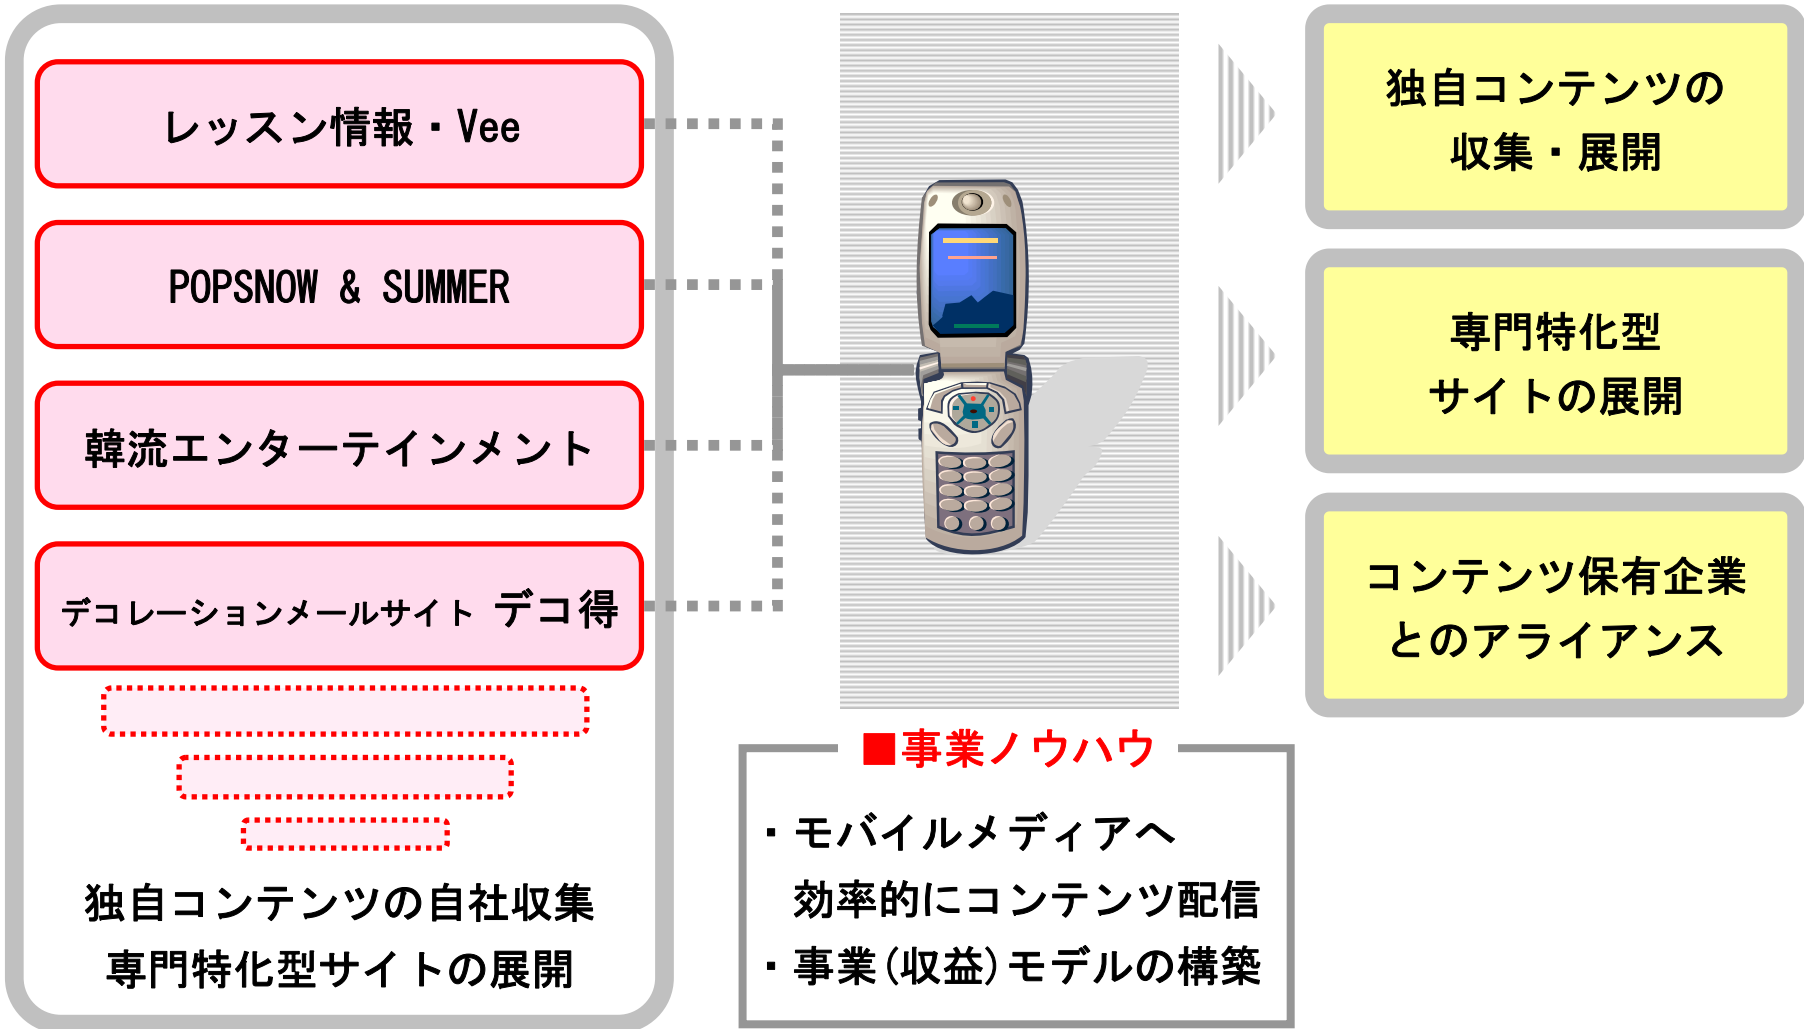 レッスン情報・Vee
POPSNOW & SUMMER
韓流エンターテインメント
デコレーションメールサイト デコ得
独自コンテンツの自社収集
専門特化型サイトの展開
■事業ノウハウ
・モバイルメディアへ
効率的にコンテンツ配信
・事業(収益)モデルの構築
独自コンテンツの
収集・展開
専門特化型
サイトの展開
コンテンツ保有企業
とのアライアンス